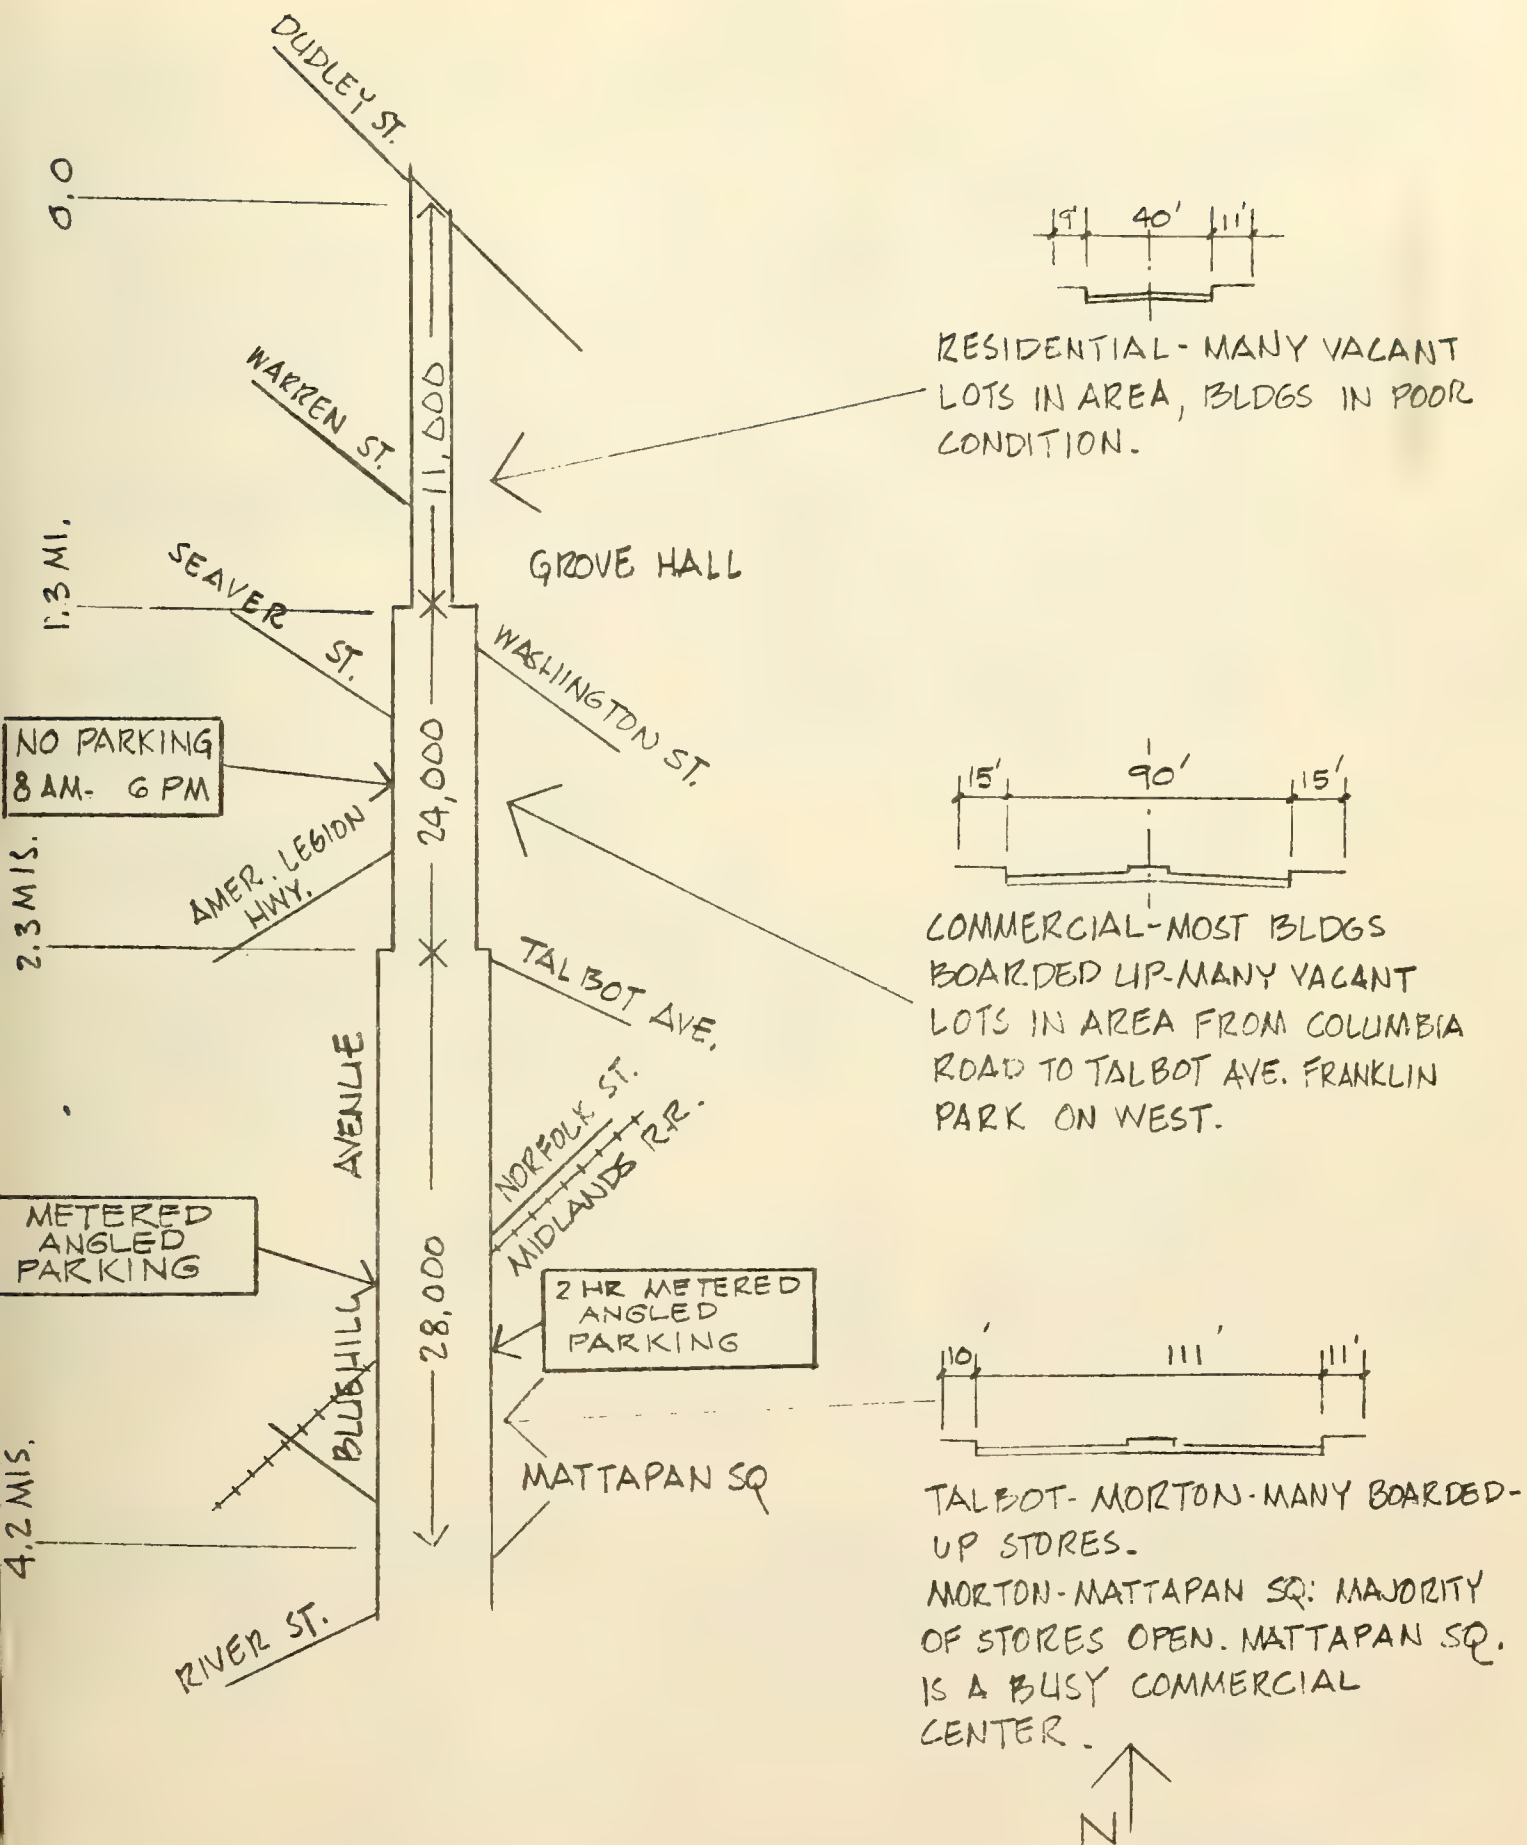 DUDLEY ST.
0.0
11,000
WARREN ST.
1.3 MI.
GROVE HALL
SEAVER ST.
WASHINGTON ST.
NO PARKING
8 AM- 6 PM
24,000
AMER. LEGION
HWY.
2.3 MIS.
TALBOT AVE.
BLUEHILL AVENUE
NORFOLK ST.
MIDLANDS R.R.
METERED
ANGLED
PARKING
28,000
2 HR METERED
ANGLED
PARKING
MATTAPAN SQ
4.2 MIS.
RIVER ST.
9' 40' 11'
RESIDENTIAL- MANY VACANT
LOTS IN AREA, BLDGS IN POOR
CONDITION.
15' 90' 15'
COMMERCIAL-MOST BLDGS
BOARDED UP-MANY VACANT
LOTS IN AREA FROM COLUMBIA
ROAD TO TALBOT AVE. FRANKLIN
PARK ON WEST.
10' 111' 11'
TALBOT- MORTON-MANY BOARDED-
UP STORES.
MORTON-MATTAPAN SQ: MAJORITY
OF STORES OPEN. MATTAPAN SQ.
IS A BUSY COMMERCIAL
CENTER.
N